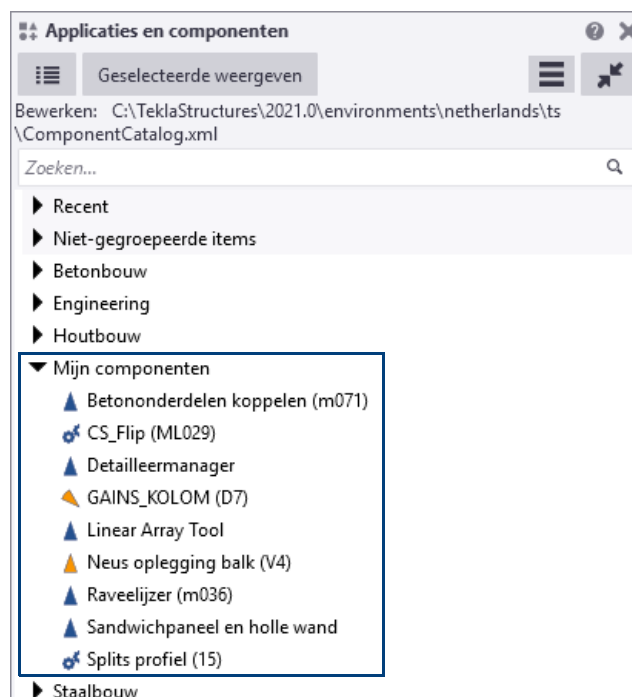 Applicaties en componenten
Geselecteerde weergeven
Bewerken: C:\TeklaStructures\2021.0\environments\netherlands\ts
\ComponentCatalog.xml
Zoeken...
Recent
Niet-gegroepeerde items
Betonbouw
Engineering
Houtbouw
Mijn componenten
Betononderdelen koppelen (m071)
CS_Flip (ML029)
Detailleermanager
GAINS_KOLOM (D7)
Linear Array Tool
Neus oplegging balk (V4)
Raveelijzer (m036)
Sandwichpaneel en holle wand
Splits profiel (15)
Staalbouw